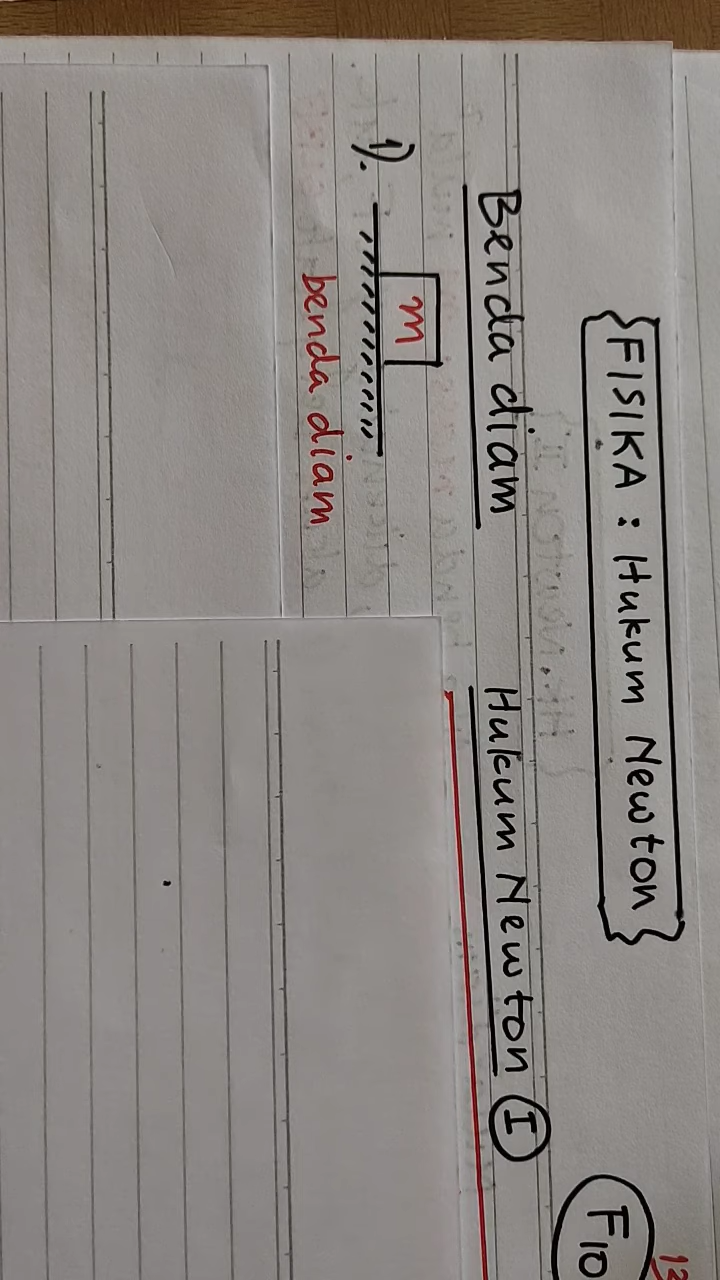 {FISIKA : Hukum Newton}
F10
Benda diam
Hukum Newton I
1).
m
benda diam